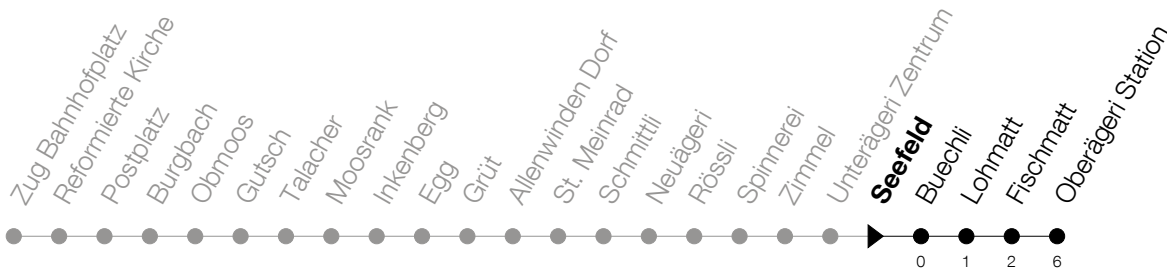 Zug Bahnhofplatz
Reformierte Kirche
Postplatz
Burgbach
Obmoos
Gutsch
Talacher
Moosrank
Inkenberg
Egg
Grüt
Allenwinden Dorf
St. Meinrad
Schmittli
Neuägeri
Rössli
Spinnerei
Zimmel
Unterägeri Zentrum
Seefeld
Buechli
Lohmatt
Fischmatt
Oberägeri Station
0 1 2 6